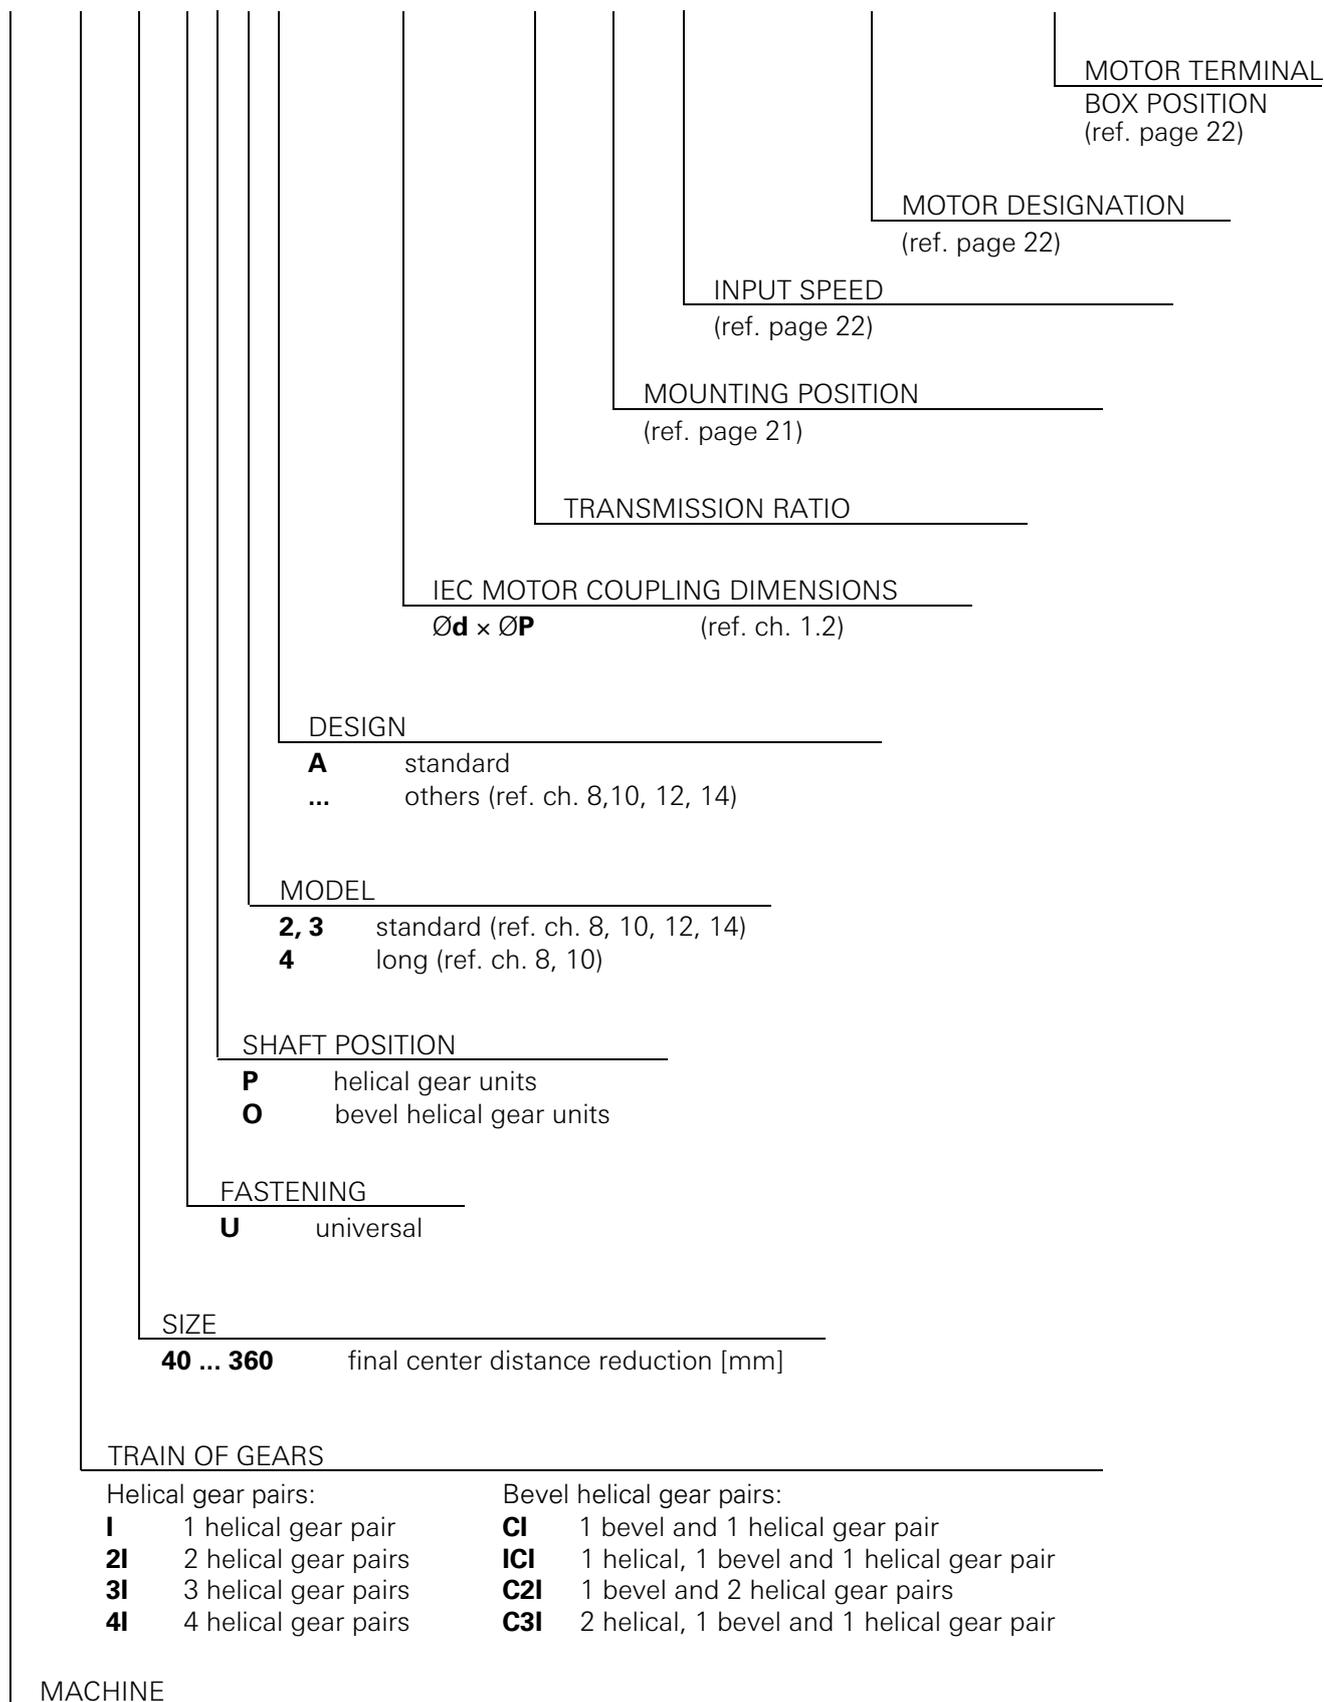 MOTOR TERMINAL
BOX POSITION
(ref. page 22)
MOTOR DESIGNATION
(ref. page 22)
INPUT SPEED
(ref. page 22)
MOUNTING POSITION
(ref. page 21)
TRANSMISSION RATIO
IEC MOTOR COUPLING DIMENSIONS
Ød × ØP (ref. ch. 1.2)
DESIGN
A standard
... others (ref. ch. 8,10, 12, 14)
MODEL
2, 3 standard (ref. ch. 8, 10, 12, 14)
4 long (ref. ch. 8, 10)
SHAFT POSITION
P helical gear units
O bevel helical gear units
FASTENING
U universal
SIZE
40 ... 360 final center distance reduction [mm]
TRAIN OF GEARS
Helical gear pairs: Bevel helical gear pairs:
I 1 helical gear pair CI 1 bevel and 1 helical gear pair
2I 2 helical gear pairs ICI 1 helical, 1 bevel and 1 helical gear pair
3I 3 helical gear pairs C2I 1 bevel and 2 helical gear pairs
4I 4 helical gear pairs C3I 2 helical, 1 bevel and 1 helical gear pair
MACHINE